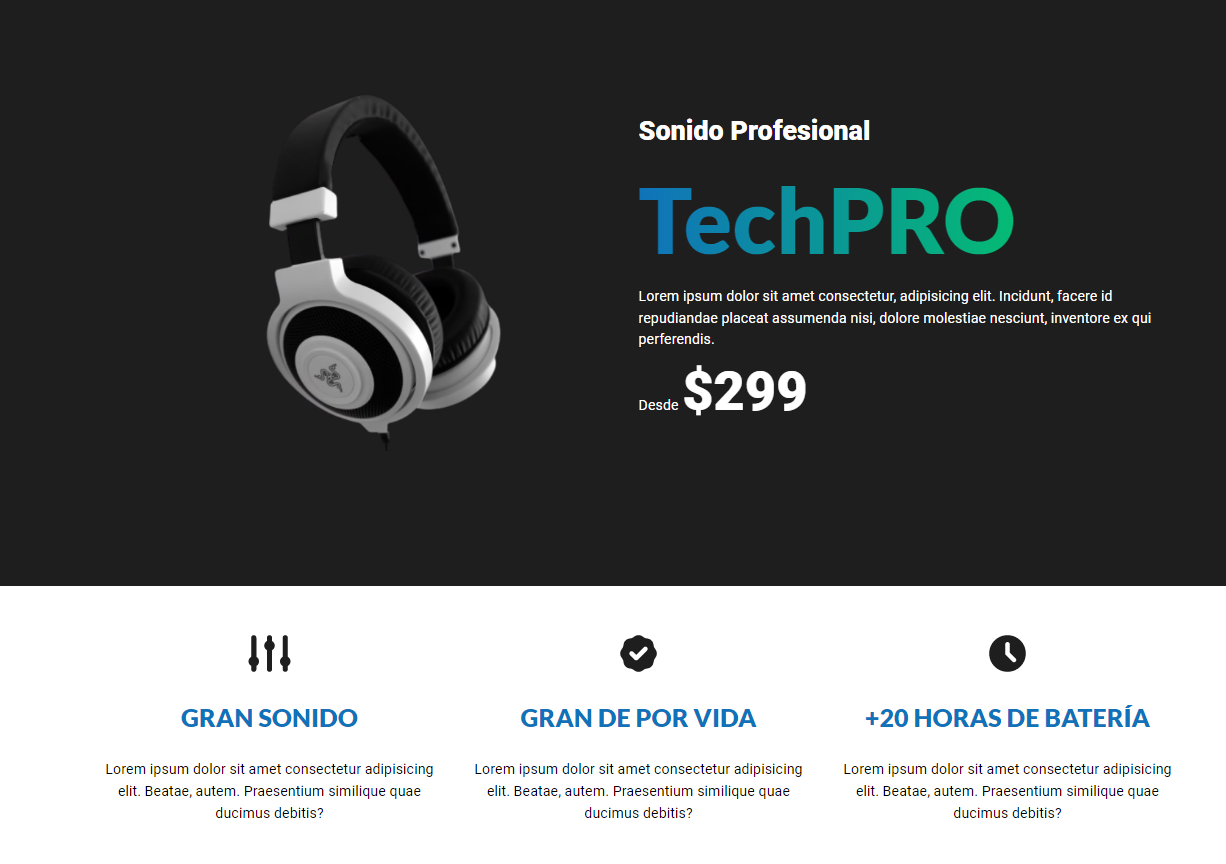 Sonido Profesional
TechPRO
Lorem ipsum dolor sit amet consectetur, adipisicing elit. Incidunt, facere id
repudiandae placeat assumenda nisi, dolore molestiae nesciunt, inventore ex qui
perferendis.
Desde $299
GRAN SONIDO
Lorem ipsum dolor sit amet consectetur adipisicing
elit. Beatae, autem. Praesentium similique quae
ducimus debitis?
GRAN DE POR VIDA
Lorem ipsum dolor sit amet consectetur adipisicing
elit. Beatae, autem. Praesentium similique quae
ducimus debitis?
+20 HORAS DE BATERÍA
Lorem ipsum dolor sit amet consectetur adipisicing
elit. Beatae, autem. Praesentium similique quae
ducimus debitis?